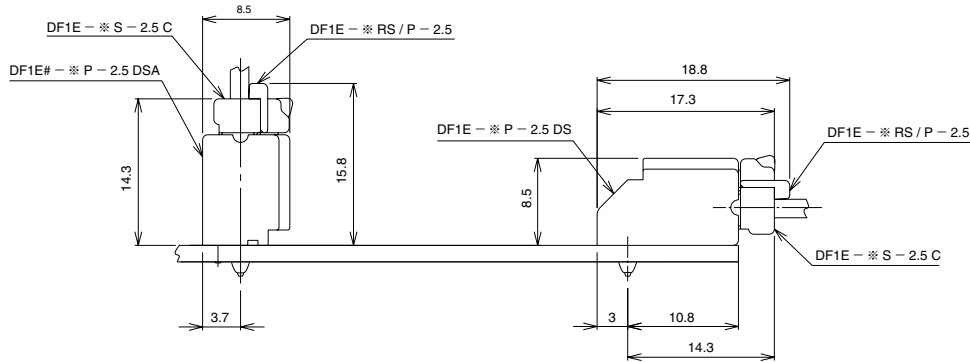 8.5
DF1E － ※ S － 2.5 C
DF1E － ※ RS / P － 2.5
DF1E# － ※ P － 2.5 DSA
14.3
15.8
3.7
18.8
17.3
DF1E － ※ P － 2.5 DS
DF1E － ※ RS / P － 2.5
8.5
DF1E － ※ S － 2.5 C
3
10.8
14.3